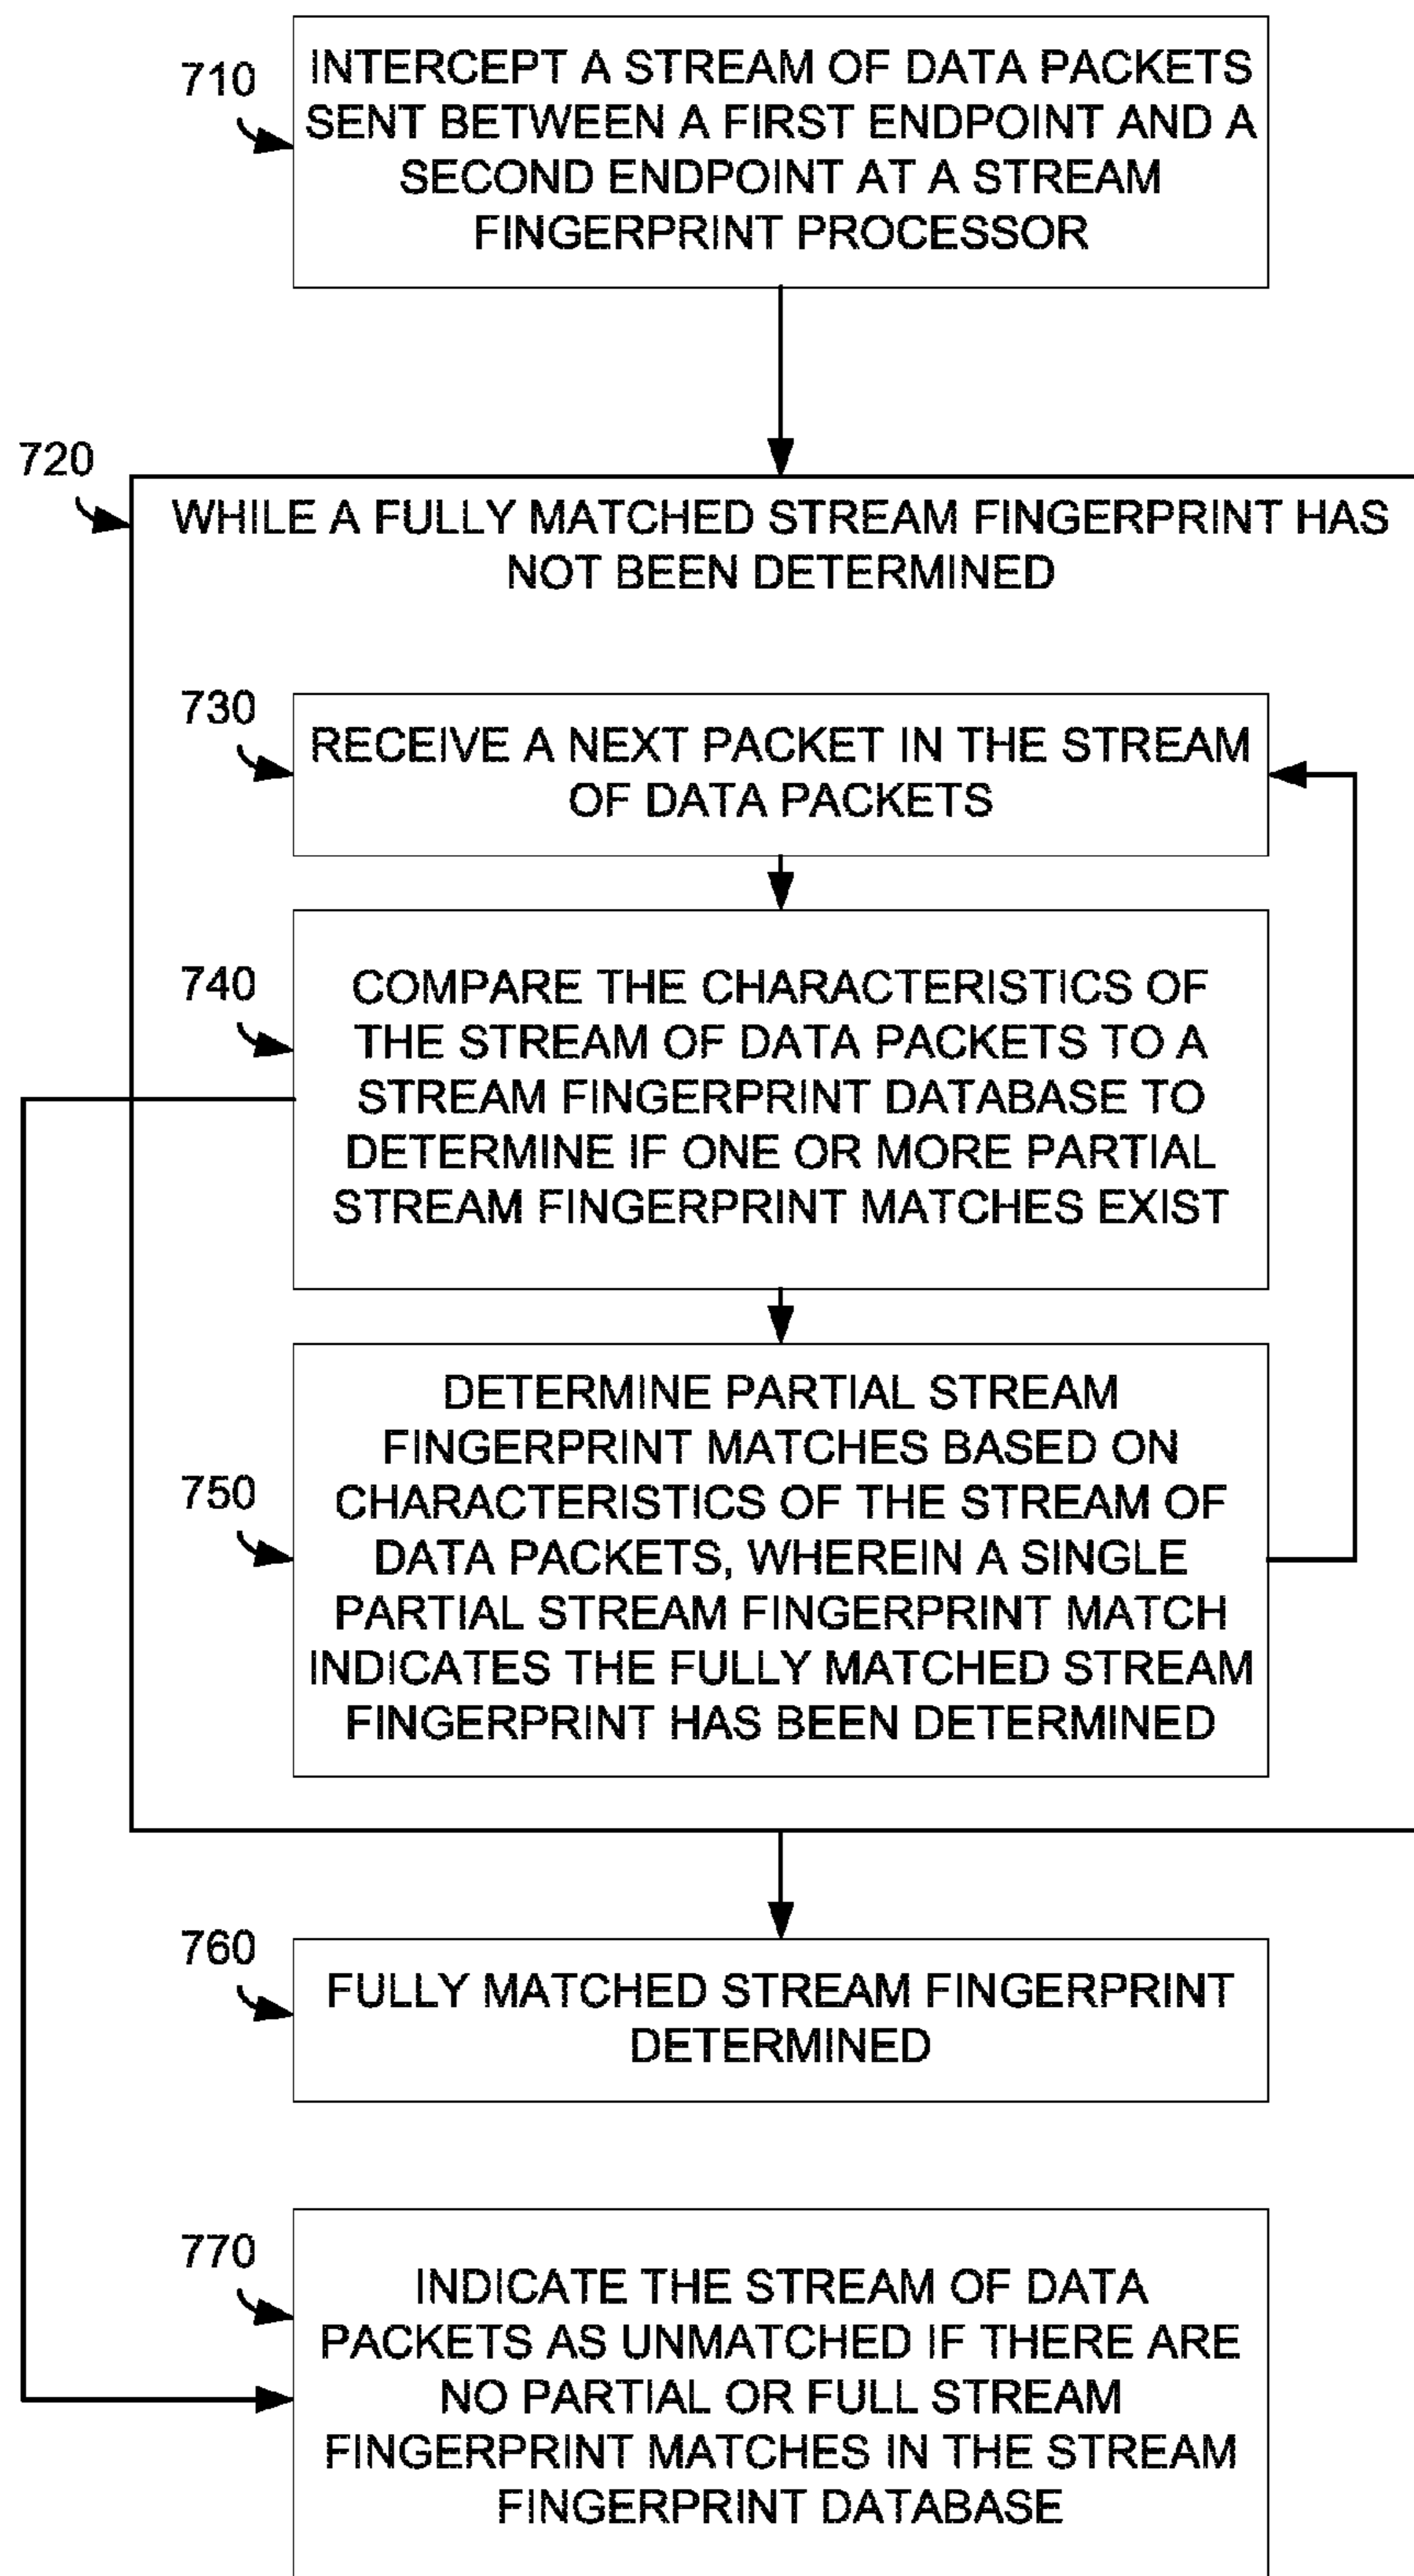 710
INTERCEPT A STREAM OF DATA PACKETS
SENT BETWEEN A FIRST ENDPOINT AND A
SECOND ENDPOINT AT A STREAM
FINGERPRINT PROCESSOR
720
WHILE A FULLY MATCHED STREAM FINGERPRINT HAS
NOT BEEN DETERMINED
730
RECEIVE A NEXT PACKET IN THE STREAM
OF DATA PACKETS
740
COMPARE THE CHARACTERISTICS OF
THE STREAM OF DATA PACKETS TO A
STREAM FINGERPRINT DATABASE TO
DETERMINE IF ONE OR MORE PARTIAL
STREAM FINGERPRINT MATCHES EXIST
750
DETERMINE PARTIAL STREAM
FINGERPRINT MATCHES BASED ON
CHARACTERISTICS OF THE STREAM OF
DATA PACKETS, WHEREIN A SINGLE
PARTIAL STREAM FINGERPRINT MATCH
INDICATES THE FULLY MATCHED STREAM
FINGERPRINT HAS BEEN DETERMINED
760
FULLY MATCHED STREAM FINGERPRINT
DETERMINED
770
INDICATE THE STREAM OF DATA
PACKETS AS UNMATCHED IF THERE ARE
NO PARTIAL OR FULL STREAM
FINGERPRINT MATCHES IN THE STREAM
FINGERPRINT DATABASE